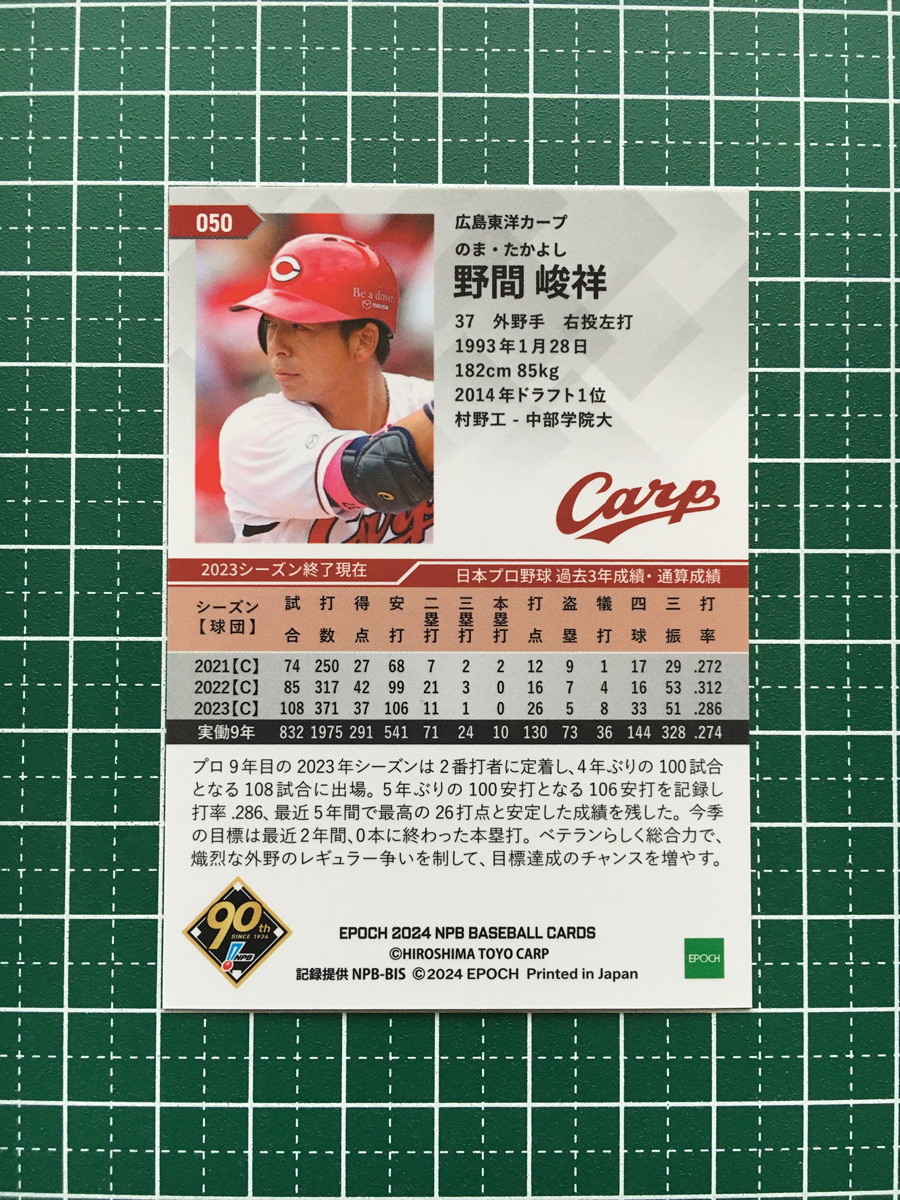 050
Be a driver.
mazda
広島東洋カープ
のま・たかよし
野間 峻祥
37 外野手 右投左打
1993年1月28日
182cm 85kg
2014年ドラフト1位
村野工 - 中部学院大
Carp
2023シーズン終了現在
日本プロ野球 過去3年成績・通算成績
シーズン【球団】 試合 打数 得点 安打 二塁打 三塁打 本塁打 打点 盗塁 犠打 四球 三振 打率
2021【C】 74 250 27 68 7 2 2 12 9 1 17 29 .272
2022【C】 85 317 42 99 21 3 0 16 7 4 16 53 .312
2023【C】 108 371 37 106 11 1 0 26 5 8 33 51 .286
実働9年 832 1975 291 541 71 24 10 130 73 36 144 328 .274
プロ9年目の2023年シーズンは2番打者に定着し、4年ぶりの100試合
となる108試合に出場。5年ぶりの100安打となる106安打を記録し
打率.286、最近5年間で最高の26打点と安定した成績を残した。今季
の目標は最近2年間、0本に終わった本塁打。ベテランらしく総合力で、
熾烈な外野のレギュラー争いを制して、目標達成のチャンスを増やす。
90th
SINCE 1934
NPB
EPOCH 2024 NPB BASEBALL CARDS
©HIROSHIMA TOYO CARP
記録提供 NPB-BIS ©2024 EPOCH Printed in Japan
EPOCH